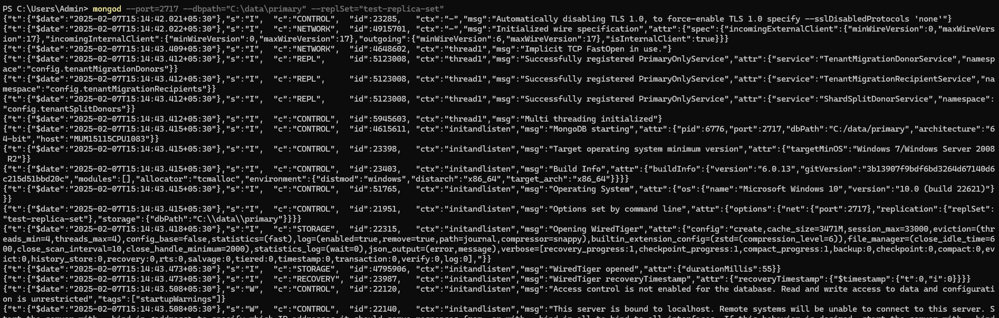 PS C:\Users\Admin> mongod --port=2717 --dbpath="C:\data\primary" --replSet="test-replica-set"
{"t":{"$date":"2025-02-07T15:14:42.021+05:30"},"s":"I",  "c":"CONTROL",  "id":23285,   "ctx":"-","msg":"Automatically disabling TLS 1.0, to force-enable TLS 1.0 specify --sslDisabledProtocols 'none'"}
{"t":{"$date":"2025-02-07T15:14:42.022+05:30"},"s":"I",  "c":"NETWORK",  "id":4915701, "ctx":"-","msg":"Initialized wire specification","attr":{"spec":{"incomingExternalClient":{"minWireVersion":0,"maxWireVers
ion":17},"incomingInternalClient":{"minWireVersion":0,"maxWireVersion":17},"outgoing":{"minWireVersion":6,"maxWireVersion":17},"isInternalClient":true}}}
{"t":{"$date":"2025-02-07T15:14:43.409+05:30"},"s":"I",  "c":"NETWORK",  "id":4648602, "ctx":"thread1","msg":"Implicit TCP FastOpen in use."}
{"t":{"$date":"2025-02-07T15:14:43.412+05:30"},"s":"I",  "c":"REPL",     "id":5123008, "ctx":"thread1","msg":"Successfully registered PrimaryOnlyService","attr":{"service":"TenantMigrationDonorService","namesp
ace":"config.tenantMigrationDonors"}}
{"t":{"$date":"2025-02-07T15:14:43.412+05:30"},"s":"I",  "c":"REPL",     "id":5123008, "ctx":"thread1","msg":"Successfully registered PrimaryOnlyService","attr":{"service":"TenantMigrationRecipientService","na
mespace":"config.tenantMigrationRecipients"}}
{"t":{"$date":"2025-02-07T15:14:43.412+05:30"},"s":"I",  "c":"REPL",     "id":5123008, "ctx":"thread1","msg":"Successfully registered PrimaryOnlyService","attr":{"service":"ShardSplitDonorService","namespace":
"config.tenantSplitDonors"}}
{"t":{"$date":"2025-02-07T15:14:43.412+05:30"},"s":"I",  "c":"CONTROL",  "id":5945603, "ctx":"thread1","msg":"Multi threading initialized"}
{"t":{"$date":"2025-02-07T15:14:43.415+05:30"},"s":"I",  "c":"CONTROL",  "id":4615611, "ctx":"initandlisten","msg":"MongoDB starting","attr":{"pid":6776,"port":2717,"dbPath":"C:/data/primary","architecture":"6
4-bit","host":"MUM15115CPU1083"}}
{"t":{"$date":"2025-02-07T15:14:43.415+05:30"},"s":"I",  "c":"CONTROL",  "id":23398,   "ctx":"initandlisten","msg":"Target operating system minimum version","attr":{"targetMinOS":"Windows 7/Windows Server 2008
 R2"}}
{"t":{"$date":"2025-02-07T15:14:43.415+05:30"},"s":"I",  "c":"CONTROL",  "id":23403,   "ctx":"initandlisten","msg":"Build Info","attr":{"buildInfo":{"version":"6.0.13","gitVersion":"3b13907f9bdf6bd3264d67140d6
c215d51bbd20c","modules":[],"allocator":"tcmalloc","environment":{"distmod":"windows","distarch":"x86_64","target_arch":"x86_64"}}}}
{"t":{"$date":"2025-02-07T15:14:43.415+05:30"},"s":"I",  "c":"CONTROL",  "id":51765,   "ctx":"initandlisten","msg":"Operating System","attr":{"os":{"name":"Microsoft Windows 10","version":"10.0 (build 22621)"}
}}
{"t":{"$date":"2025-02-07T15:14:43.415+05:30"},"s":"I",  "c":"CONTROL",  "id":21951,   "ctx":"initandlisten","msg":"Options set by command line","attr":{"options":{"net":{"port":2717},"replication":{"replSet":
"test-replica-set"},"storage":{"dbPath":"C:\\data\\primary"}}}}
{"t":{"$date":"2025-02-07T15:14:43.418+05:30"},"s":"I",  "c":"STORAGE",  "id":22315,   "ctx":"initandlisten","msg":"Opening WiredTiger","attr":{"config":"create,cache_size=3471M,session_max=33000,eviction=(thr
eads_min=4,threads_max=4),config_base=false,statistics=(fast),log=(enabled=true,remove=true,path=journal,compressor=snappy),builtin_extension_config=(zstd=(compression_level=6)),file_manager=(close_idle_time=6
00,close_scan_interval=10,close_handle_minimum=2000),statistics_log=(wait=0),json_output=(error,message),verbose=[recovery_progress:1,checkpoint_progress:1,compact_progress:1,backup:0,checkpoint:0,compact:0,ev
ict:0,history_store:0,recovery:0,rts:0,salvage:0,tiered:0,timestamp:0,transaction:0,verify:0,log:0],"}}
{"t":{"$date":"2025-02-07T15:14:43.473+05:30"},"s":"I",  "c":"STORAGE",  "id":4795906, "ctx":"initandlisten","msg":"WiredTiger opened","attr":{"durationMillis":55}}
{"t":{"$date":"2025-02-07T15:14:43.473+05:30"},"s":"I",  "c":"RECOVERY", "id":23987,   "ctx":"initandlisten","msg":"WiredTiger recoveryTimestamp","attr":{"recoveryTimestamp":{"$timestamp":{"t":0,"i":0}}}}
{"t":{"$date":"2025-02-07T15:14:43.508+05:30"},"s":"W",  "c":"CONTROL",  "id":22120,   "ctx":"initandlisten","msg":"Access control is not enabled for the database. Read and write access to data and configurati
on is unrestricted","tags":["startupWarnings"]}
{"t":{"$date":"2025-02-07T15:14:43.508+05:30"},"s":"W",  "c":"CONTROL",  "id":22140,   "ctx":"initandlisten","msg":"This server is bound to localhost. Remote systems will be unable to connect to this server. S